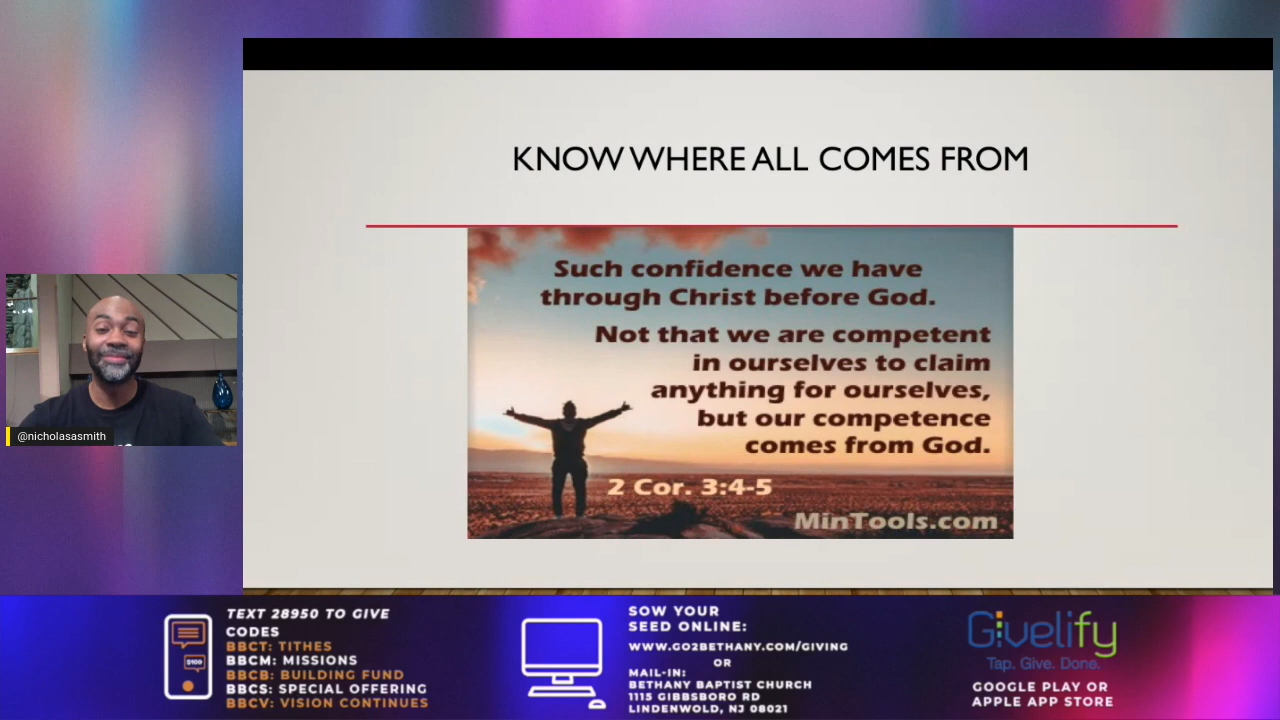 KNOW WHERE ALL COMES FROM
Such confidence we have
through Christ before God.
Not that we are competent
in ourselves to claim
anything for ourselves,
but our competence
comes from God.
2 Cor. 3:4-5
MinTools.com
@nicholasasmith
TEXT 28950 TO GIVE
CODES
BBCT: TITHES
BBCM: MISSIONS
BBCB: BUILDING FUND
BBCS: SPECIAL OFFERING
BBCV: VISION CONTINUES
$100
SOW YOUR
SEED ONLINE:
WWW.GO2BETHANY.COM/GIVING
OR
MAIL-IN:
BETHANY BAPTIST CHURCH
1115 GIBBSBORO RD
LINDENWOLD, NJ 08021
Givelify
Tap. Give. Done.
GOOGLE PLAY OR
APPLE APP STORE